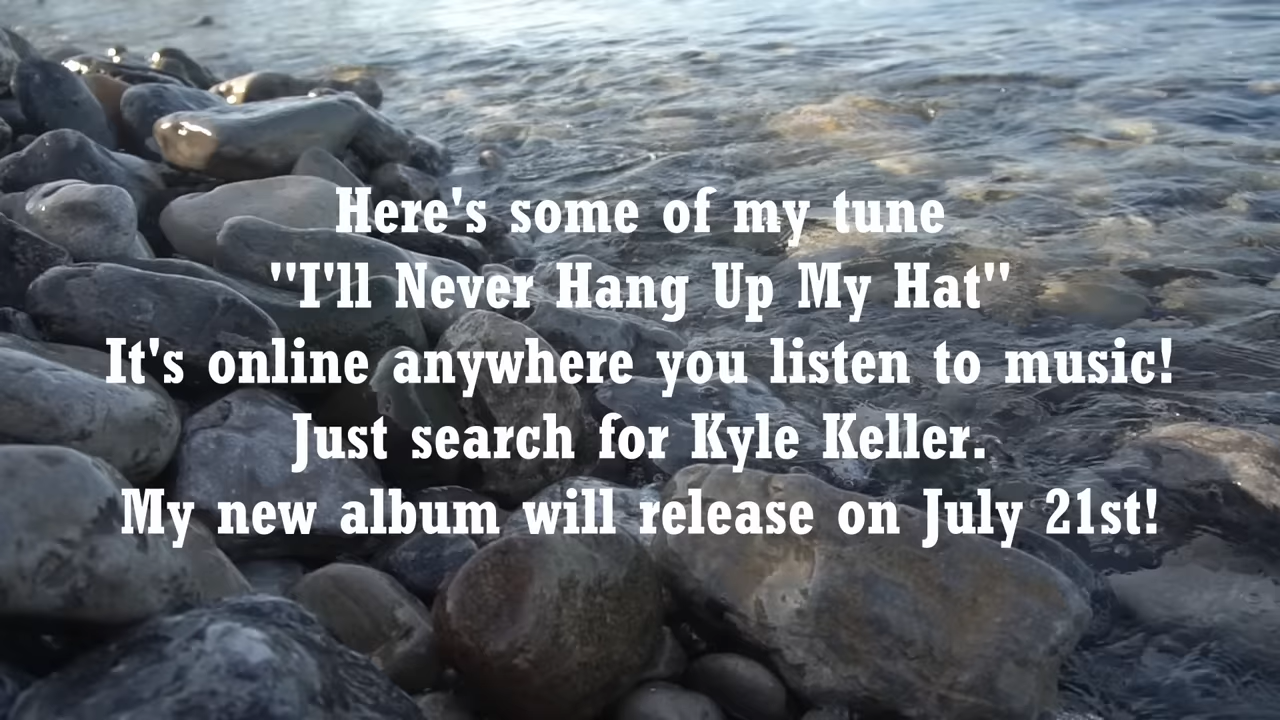 Here's some of my tune
"I'll Never Hang Up My Hat"
It's online anywhere you listen to music!
Just search for Kyle Keller.
My new album will release on July 21st!